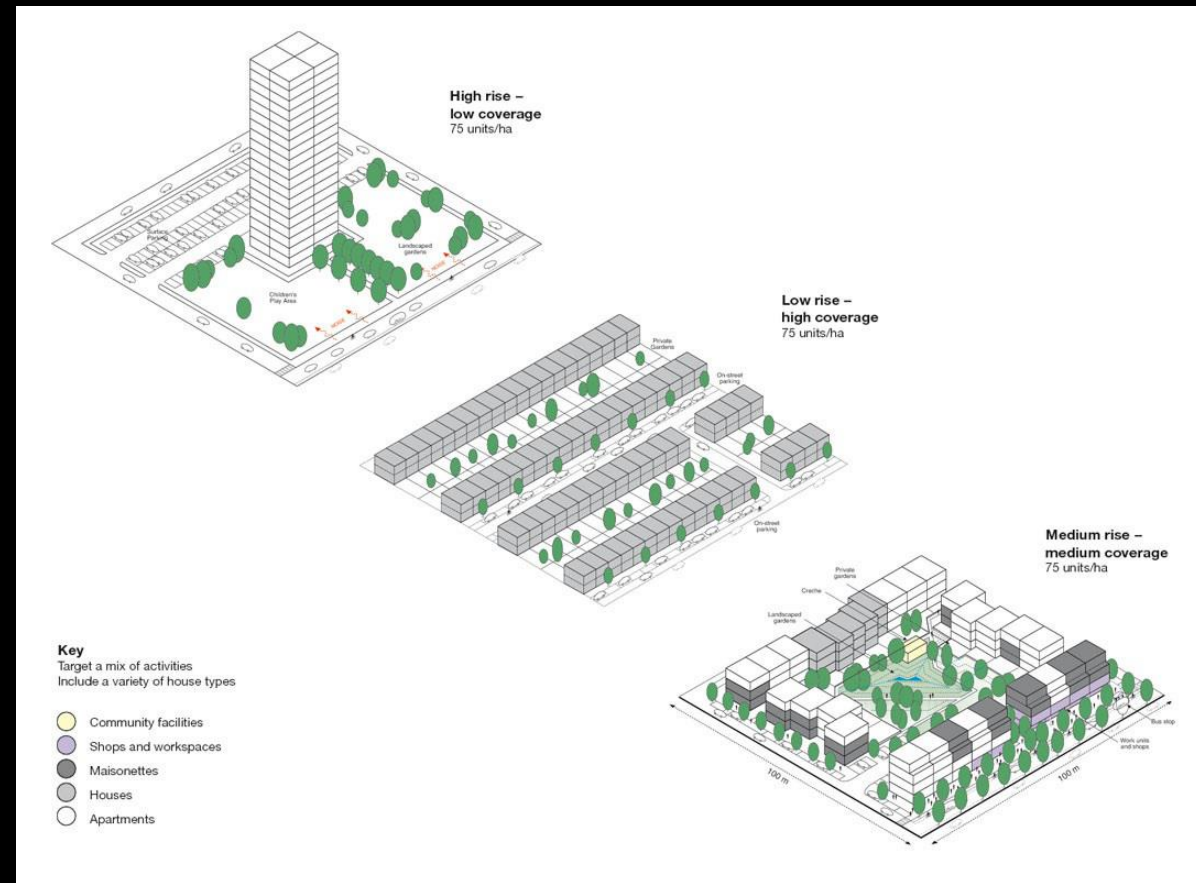 High rise –
low coverage
75 units/ha
Surface
Parking
Landscaped
gardens
NOISE
Children's
Play Area
NOISE
Low rise –
high coverage
75 units/ha
Private
Gardens
On-street
parking
On-street
parking
Medium rise –
medium coverage
75 units/ha
Private
gardens
Creche
Landscaped
gardens
Bus stop
Work units
and shops
100 m
100 m
Key
Target a mix of activities
Include a variety of house types
Community facilities
Shops and workspaces
Maisonettes
Houses
Apartments